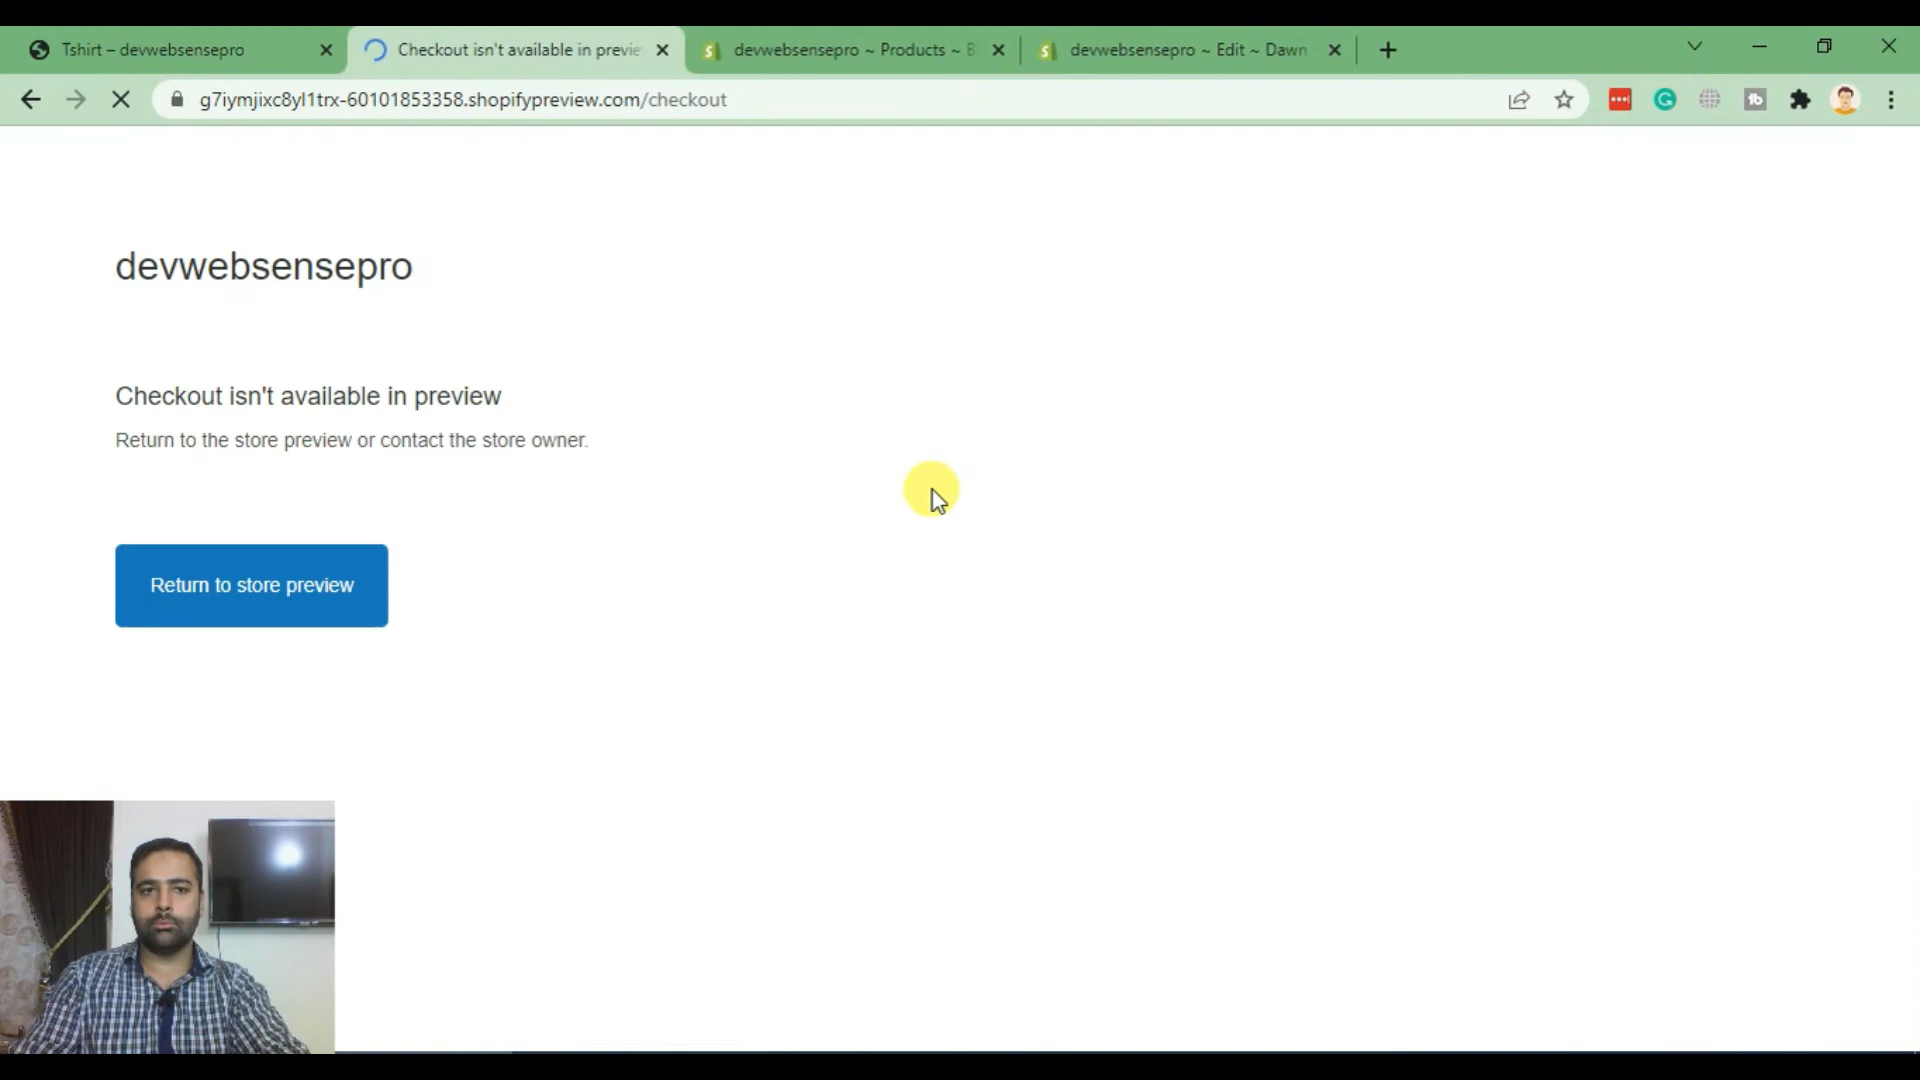 Tshirt – devwebsensepro
Checkout isn't available in previe
devwebsensepro ~ Products ~ B
devwebsensepro ~ Edit ~ Dawn
g7iymjixc8yl1trx-60101853358.shopifypreview.com/checkout
devwebsensepro
Checkout isn't available in preview
Return to the store preview or contact the store owner.
Return to store preview